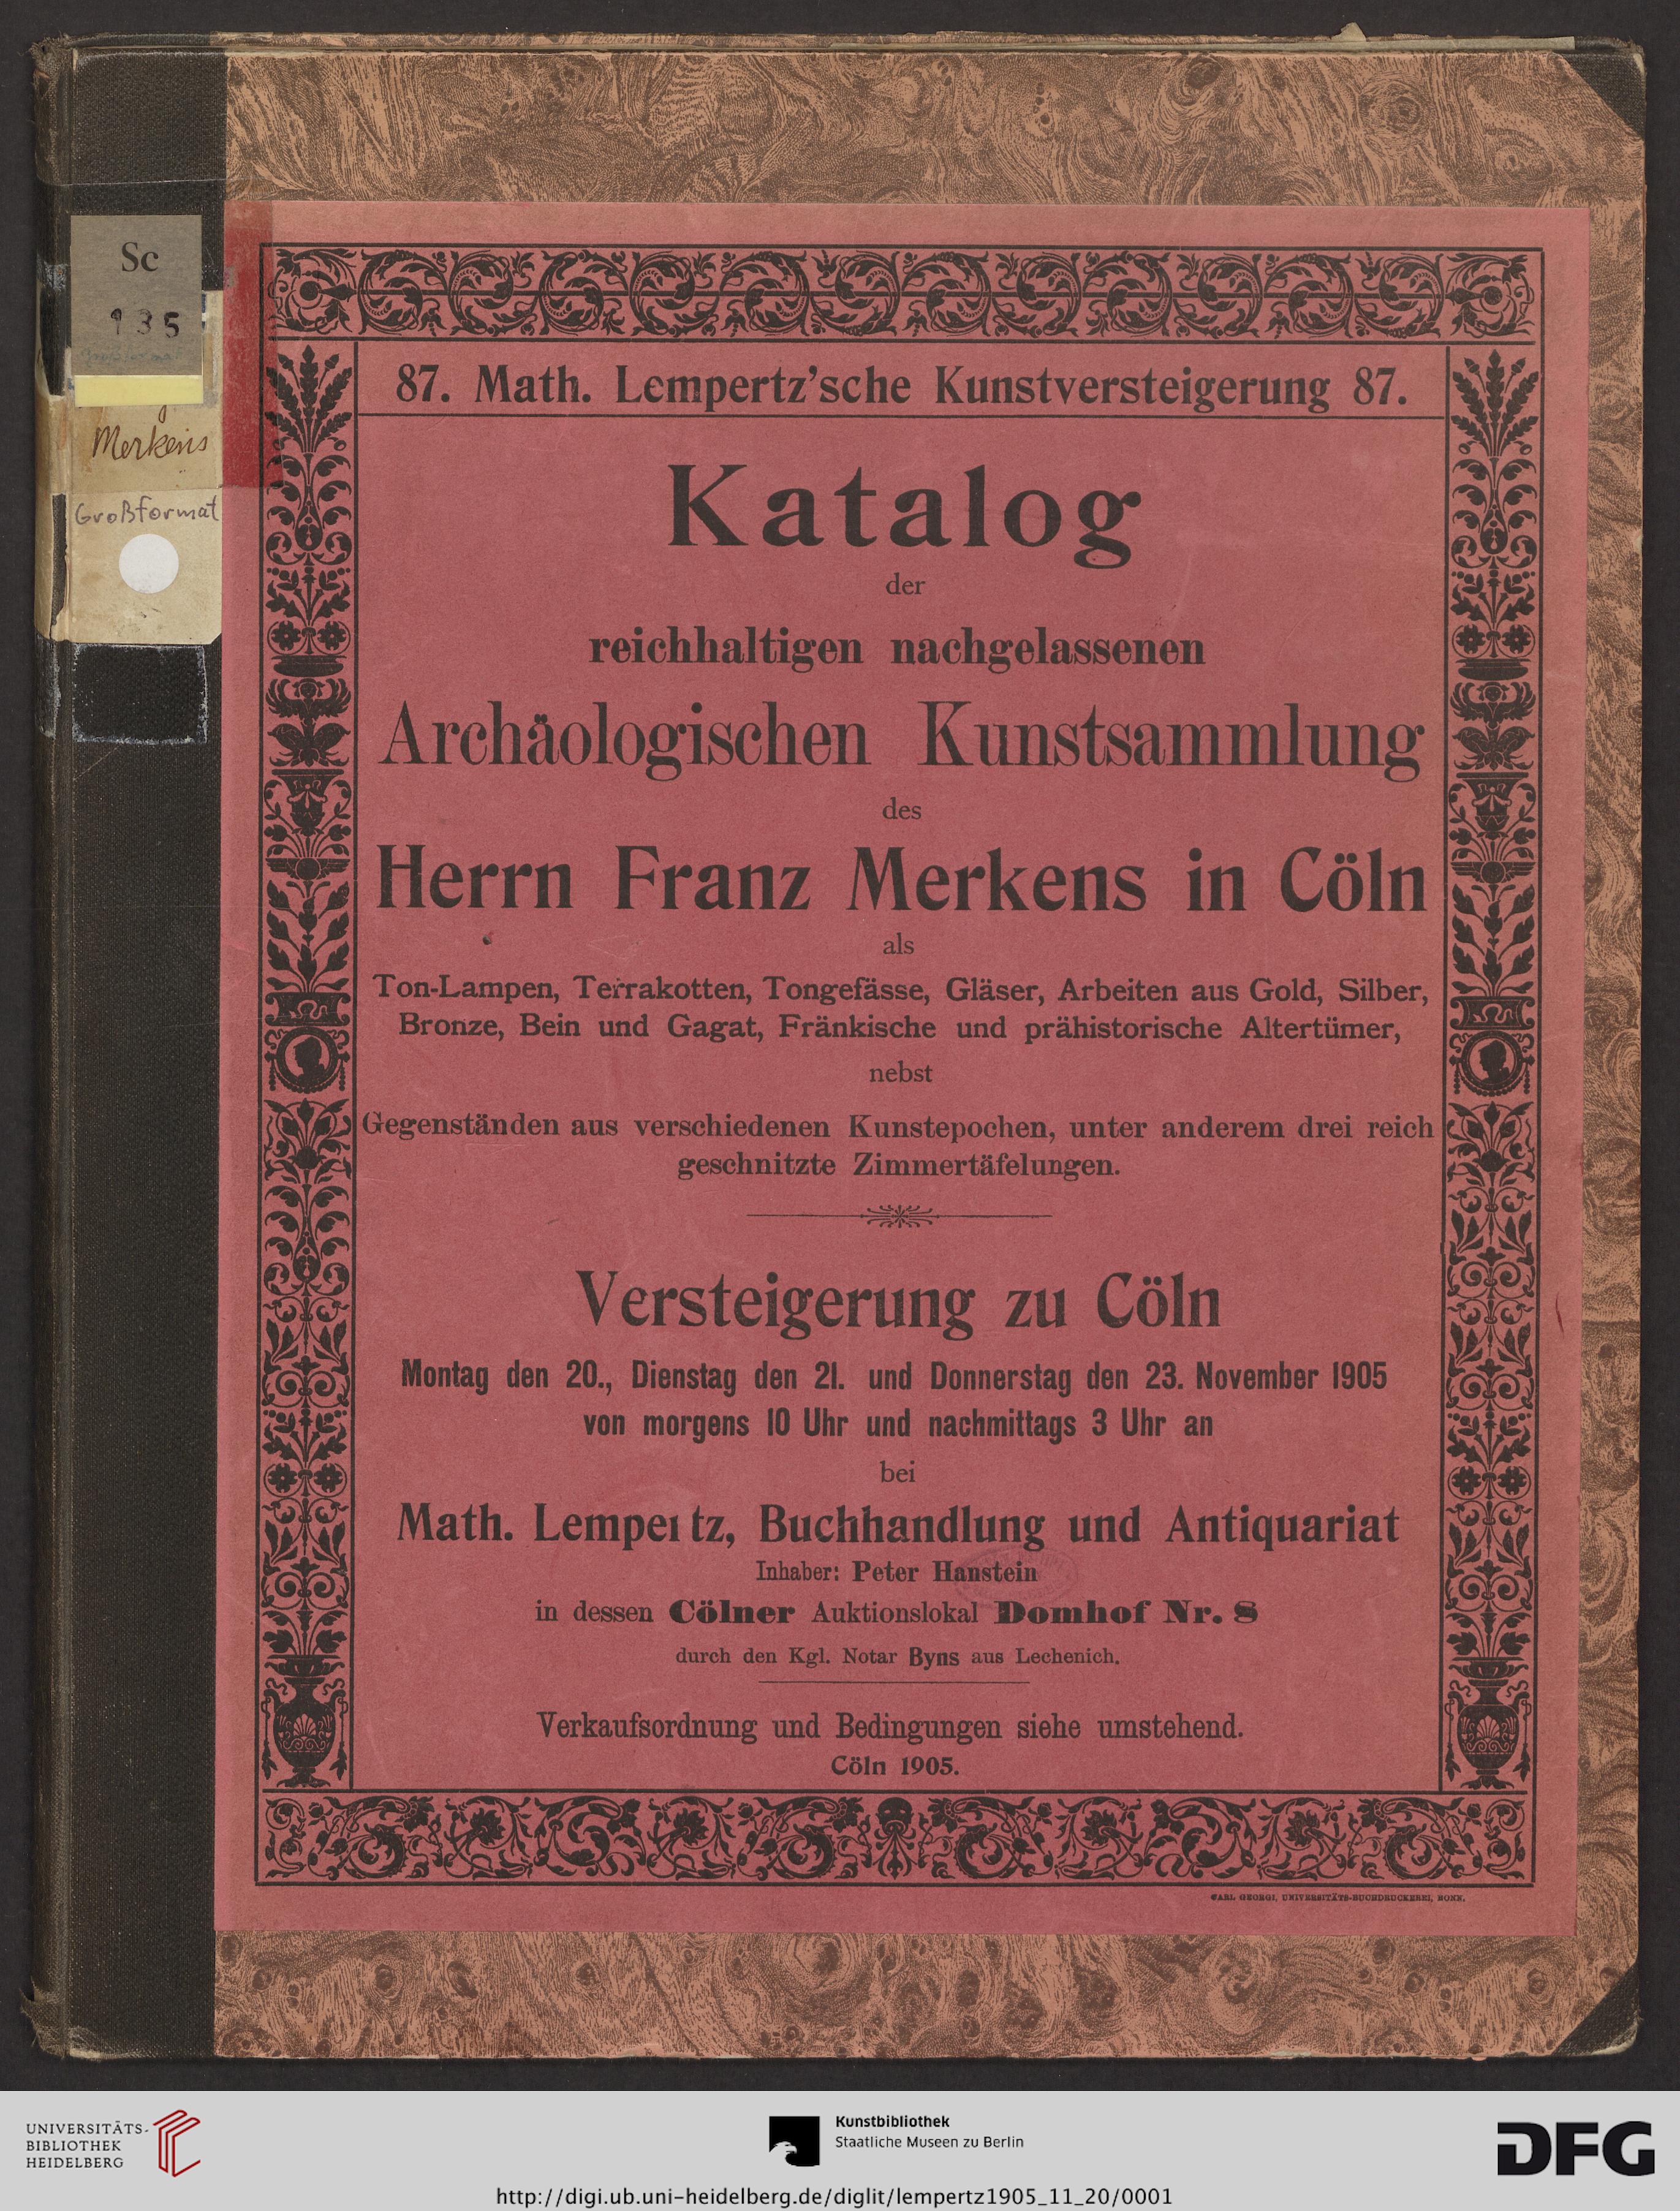 Sc
135
Merkens
Großformat
87. Math. Lempertz'sche Kunstversteigerung 87.
Katalog
der
reichhaltigen nachgelassenen
Archäologischen Kunstsammlung
des
Herrn Franz Merkens in Cöln
als
Ton-Lampen, Terrakotten, Tongefässe, Gläser, Arbeiten aus Gold, Silber,
Bronze, Bein und Gagat, Fränkische und prähistorische Altertümer,
nebst
Gegenständen aus verschiedenen Kunstepochen, unter anderem drei reich
geschnitzte Zimmertäfelungen.
Versteigerung zu Cöln
Montag den 20., Dienstag den 21. und Donnerstag den 23. November 1905
von morgens 10 Uhr und nachmittags 3 Uhr an
bei
Math. Lempertz, Buchhandlung und Antiquariat
Inhaber: Peter Hanstein
in dessen Cölner Auktionslokal Domhof Nr. 8
durch den Kgl. Notar Byns aus Lechenich.
Verkaufsordnung und Bedingungen siehe umstehend.
Cöln 1905.
CARL GEORGI, UNIVERSITÄTS-BUCHDRUCKEREI, BONN.
UNIVERSITÄTS-
BIBLIOTHEK
HEIDELBERG
Kunstbibliothek
Staatliche Museen zu Berlin
DFG
http://digi.ub.uni-heidelberg.de/diglit/lempertz1905_11_20/0001